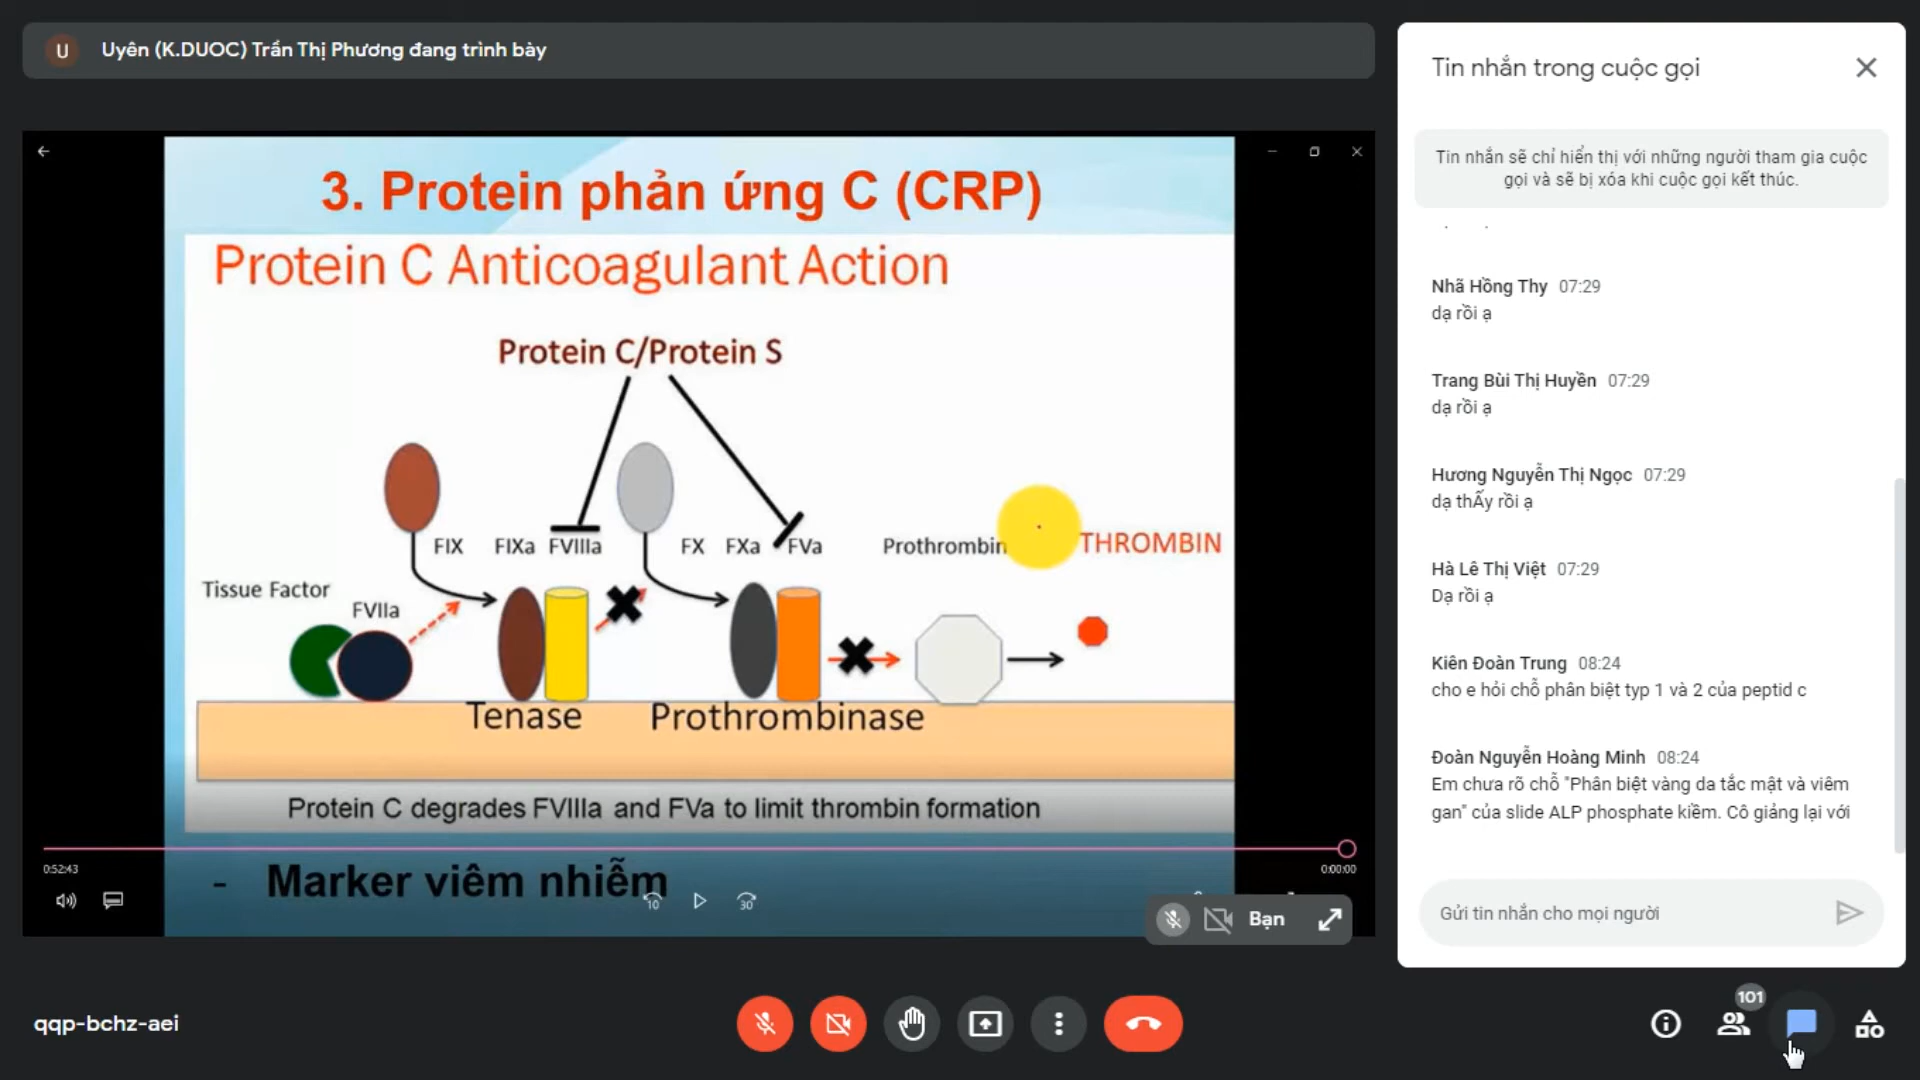 U
Uyên (K.DUOC) Trần Thị Phương đang trình bày
3. Protein phản ứng C (CRP)
Protein C Anticoagulant Action
Protein C/Protein S
FIX FIXa FVIIIa FX FXa FVa Prothrombin THROMBIN
Tissue Factor
FVIIa
Tenase Prothrombinase
Protein C degrades FVIIIa and FVa to limit thrombin formation
- Marker viêm nhiễm
0:52:43
0:00:00
10
30
Bạn
Tin nhắn trong cuộc gọi
Tin nhắn sẽ chỉ hiển thị với những người tham gia cuộc
gọi và sẽ bị xóa khi cuộc gọi kết thúc.
Nhã Hồng Thy 07:29
dạ rồi ạ
Trang Bùi Thị Huyền 07:29
dạ rồi ạ
Hương Nguyễn Thị Ngọc 07:29
dạ thẤy rồi ạ
Hà Lê Thị Việt 07:29
Dạ rồi ạ
Kiên Đoàn Trung 08:24
cho e hỏi chỗ phân biệt typ 1 và 2 của peptid c
Đoàn Nguyễn Hoàng Minh 08:24
Em chưa rõ chỗ "Phân biệt vàng da tắc mật và viêm
gan" của slide ALP phosphate kiềm. Cô giảng lại với
Gửi tin nhắn cho mọi người
qqp-bchz-aei
101